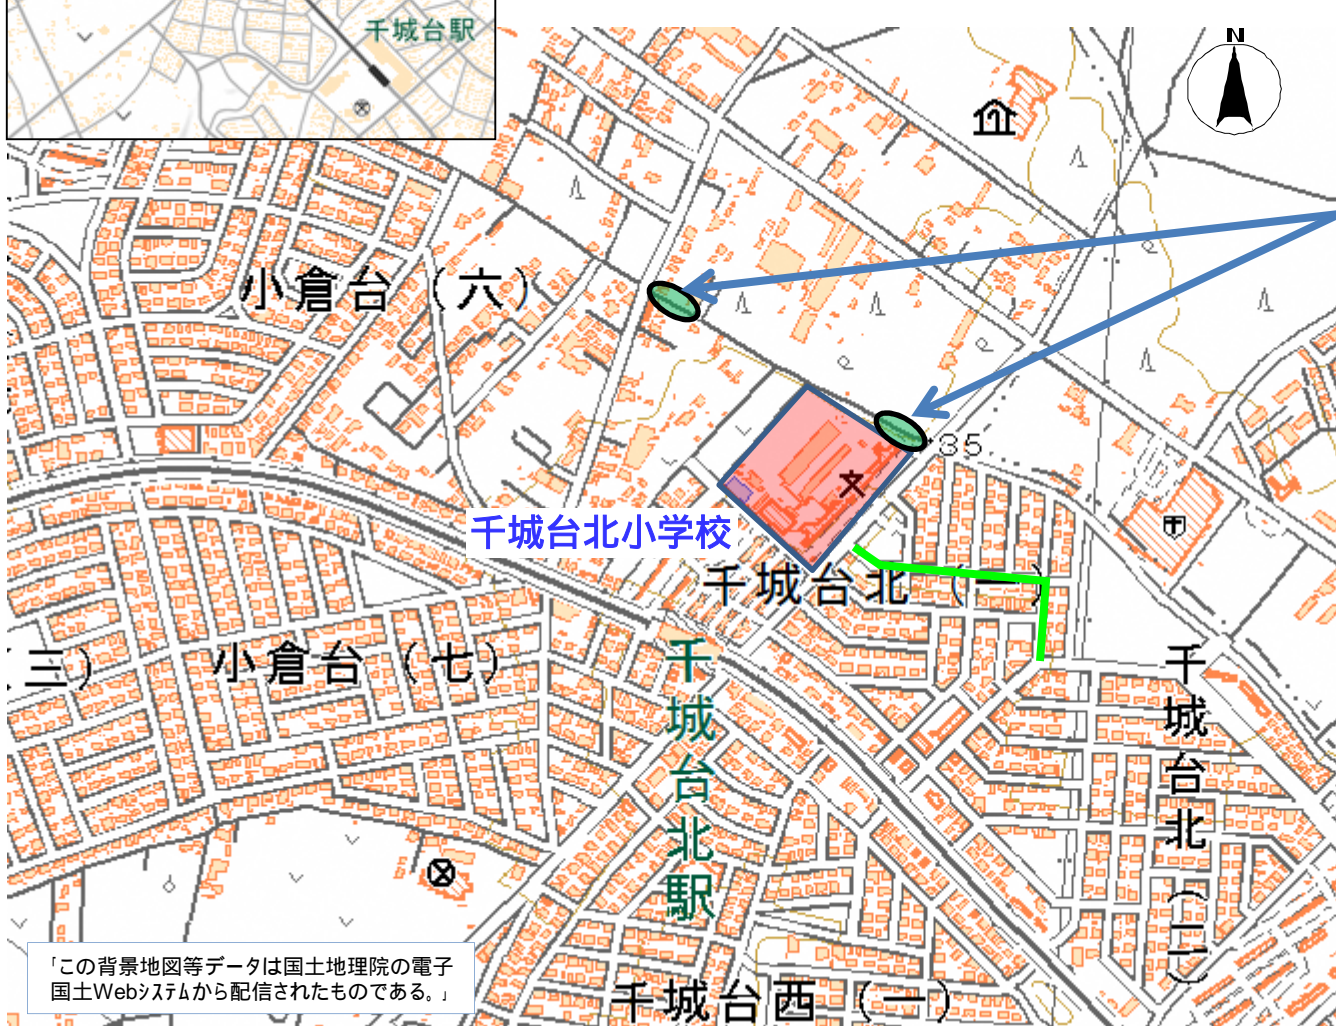 千城台駅
N
小倉台（六）
35
千城台北小学校
千城台北（一）
三）
小倉台（七）
千城台北駅
千城台北（二）
千城台西（一）
「この背景地図等データは国土地理院の電子
国土Webシステムから配信されたものである。」